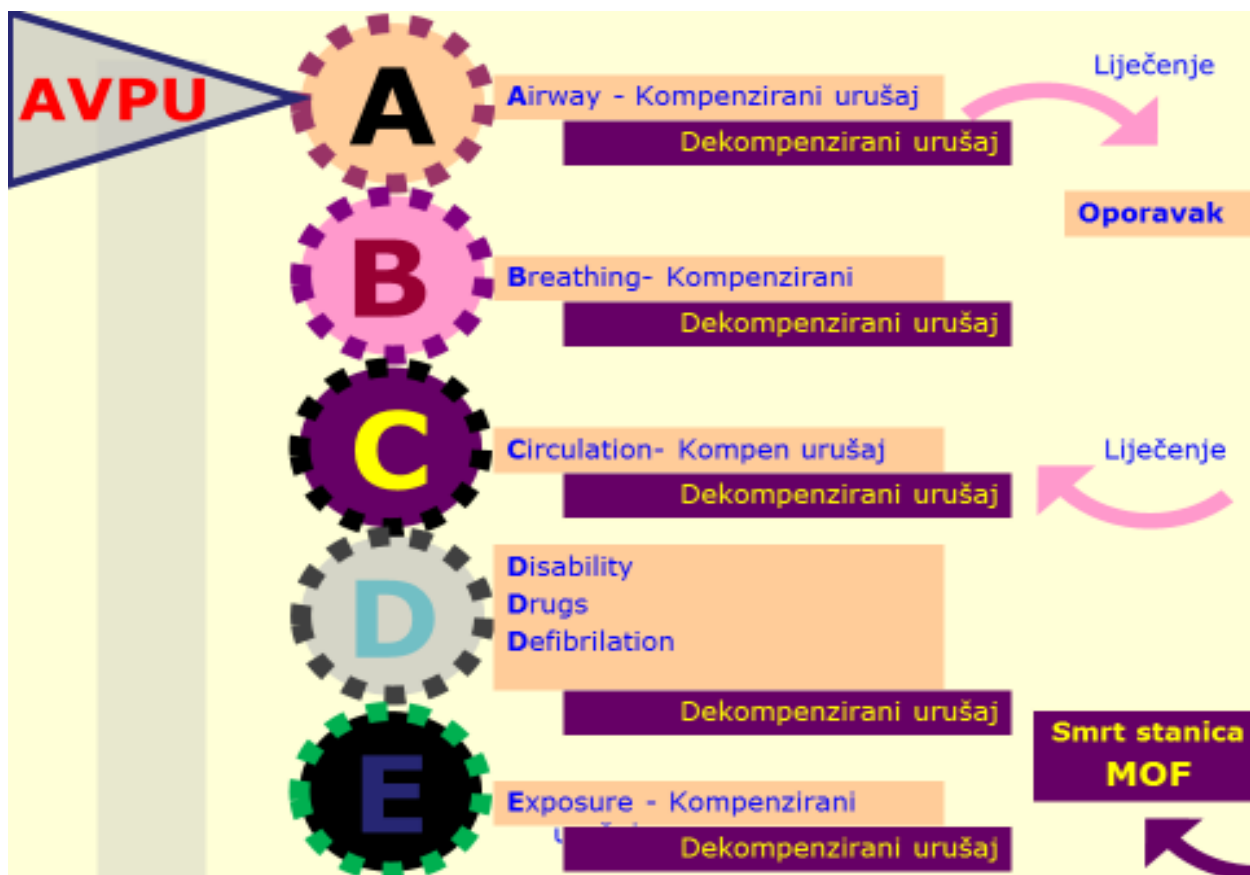 AVPU
A
Airway - Kompenzirani urušaj
Dekompenzirani urušaj
Liječenje
Oporavak
B
Breathing- Kompenzirani
Dekompenzirani urušaj
C
Circulation- Kompen urušaj
Dekompenzirani urušaj
Liječenje
D
Disability
Drugs
Defibrilation
Dekompenzirani urušaj
Smrt stanica
MOF
E
Exposure - Kompenzirani
Dekompenzirani urušaj